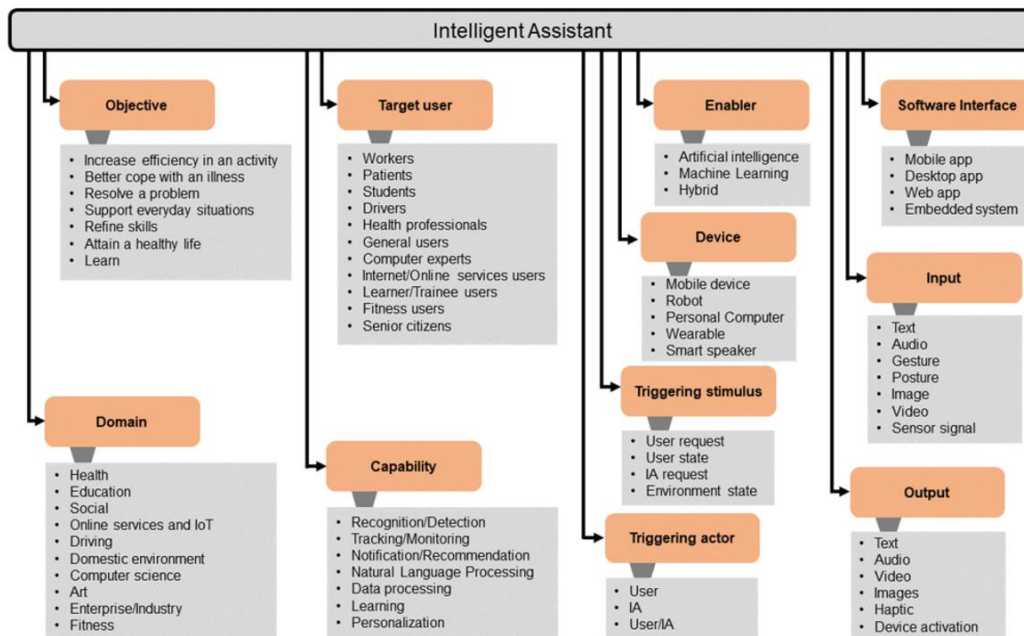 Intelligent Assistant
Objective
• Increase efficiency in an activity
• Better cope with an illness
• Resolve a problem
• Support everyday situations
• Refine skills
• Attain a healthy life
• Learn
Domain
• Health
• Education
• Social
• Online services and IoT
• Driving
• Domestic environment
• Computer science
• Art
• Enterprise/Industry
• Fitness
Target user
• Workers
• Patients
• Students
• Drivers
• Health professionals
• General users
• Computer experts
• Internet/Online services users
• Learner/Trainee users
• Fitness users
• Senior citizens
Capability
• Recognition/Detection
• Tracking/Monitoring
• Notification/Recommendation
• Natural Language Processing
• Data processing
• Learning
• Personalization
Enabler
• Artificial intelligence
• Machine Learning
• Hybrid
Device
• Mobile device
• Robot
• Personal Computer
• Wearable
• Smart speaker
Triggering stimulus
• User request
• User state
• IA request
• Environment state
Triggering actor
• User
• IA
• User/IA
Software Interface
• Mobile app
• Desktop app
• Web app
• Embedded system
Input
• Text
• Audio
• Gesture
• Posture
• Image
• Video
• Sensor signal
Output
• Text
• Audio
• Video
• Images
• Haptic
• Device activation